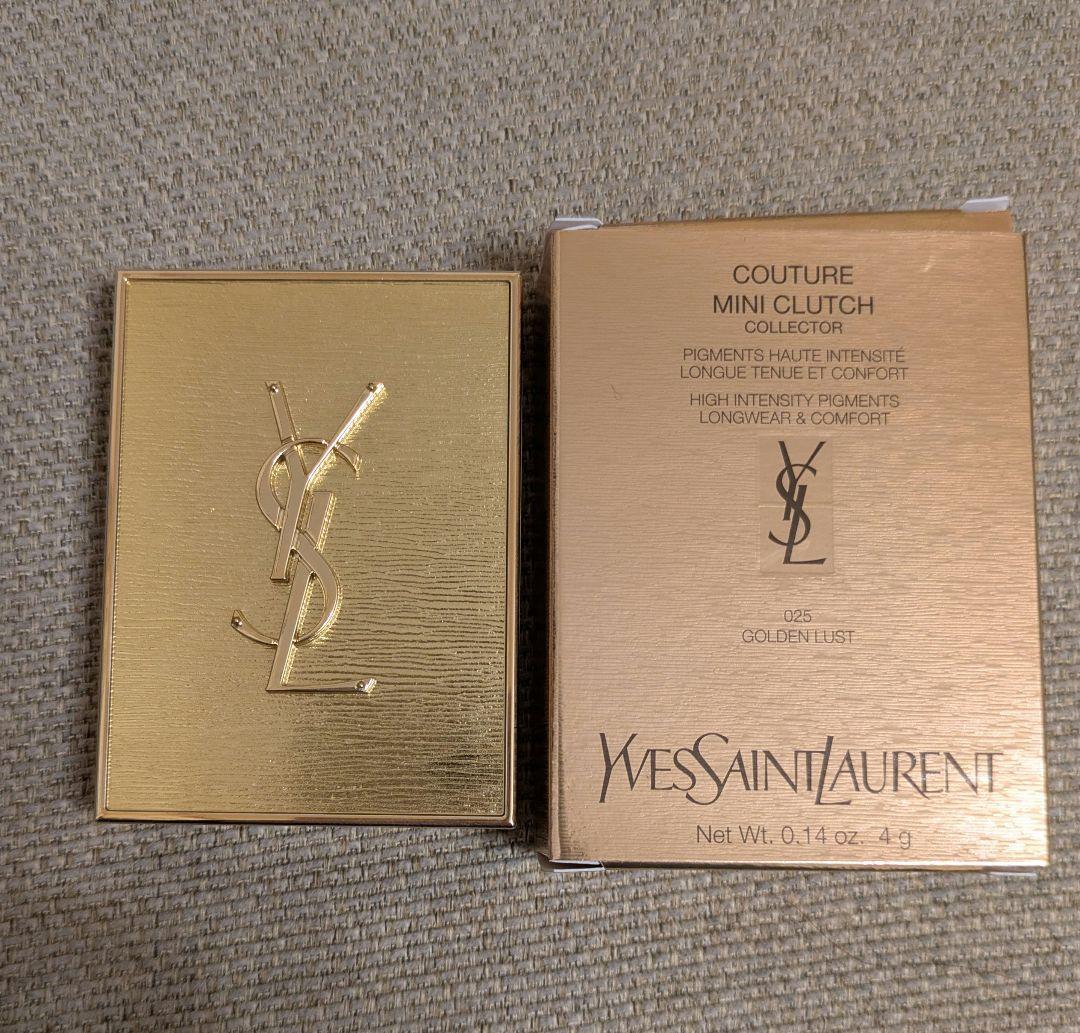 YSL
COUTURE
MINI CLUTCH
COLLECTOR
PIGMENTS HAUTE INTENSITÉ
LONGUE TENUE ET CONFORT
HIGH INTENSITY PIGMENTS
LONGWEAR & COMFORT
YSL
025
GOLDEN LUST
YVESSAINTLAURENT
Net Wt. 0.14 oz. 4 g